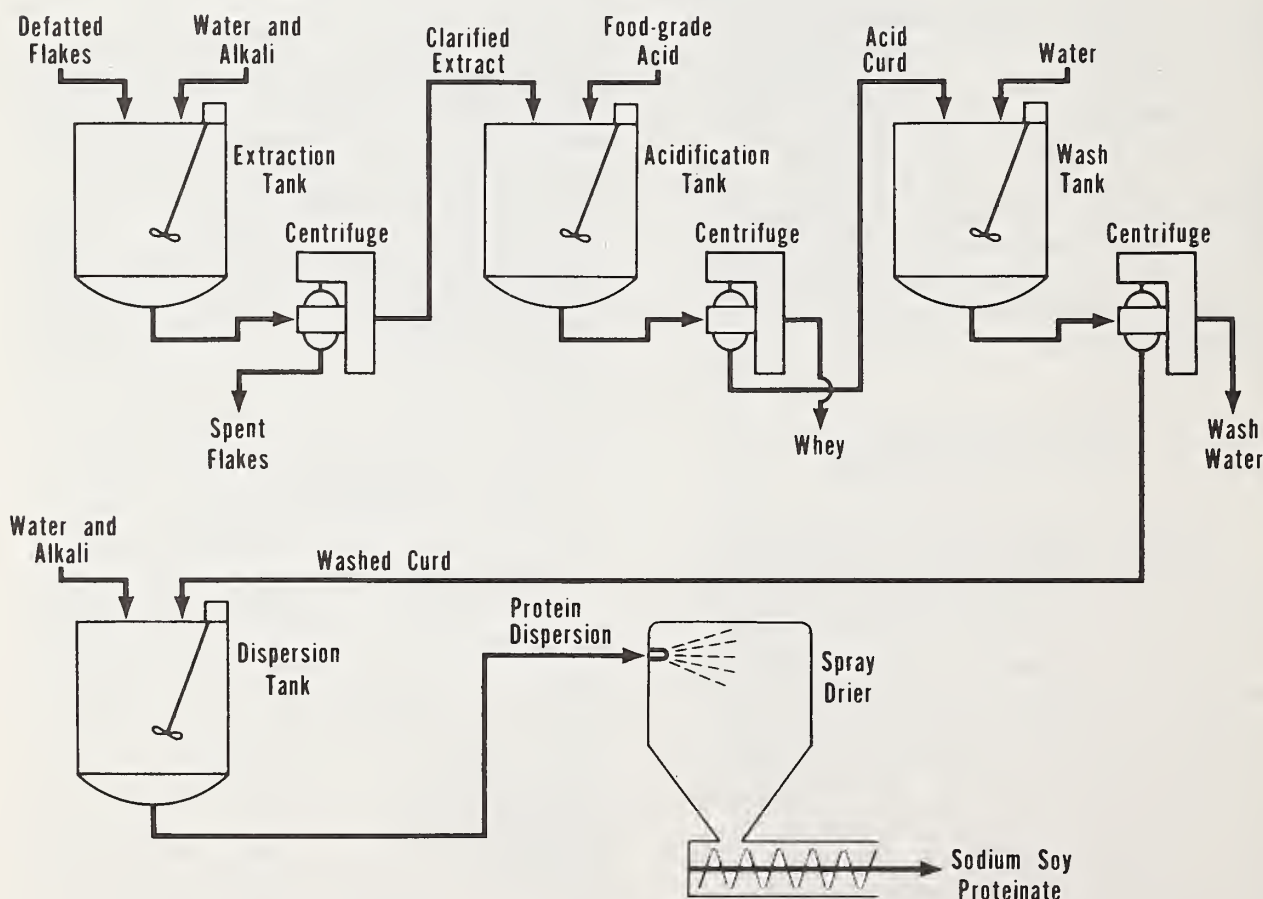 Defatted
Flakes
Water and
Alkali
Extraction
Tank
Centrifuge
Spent
Flakes
Clarified
Extract
Food-grade
Acid
Acidification
Tank
Centrifuge
Whey
Acid
Curd
Water
Wash
Tank
Centrifuge
Wash
Water
Water and
Alkali
Washed Curd
Dispersion
Tank
Protein
Dispersion
Spray
Drier
Sodium Soy
Proteinate